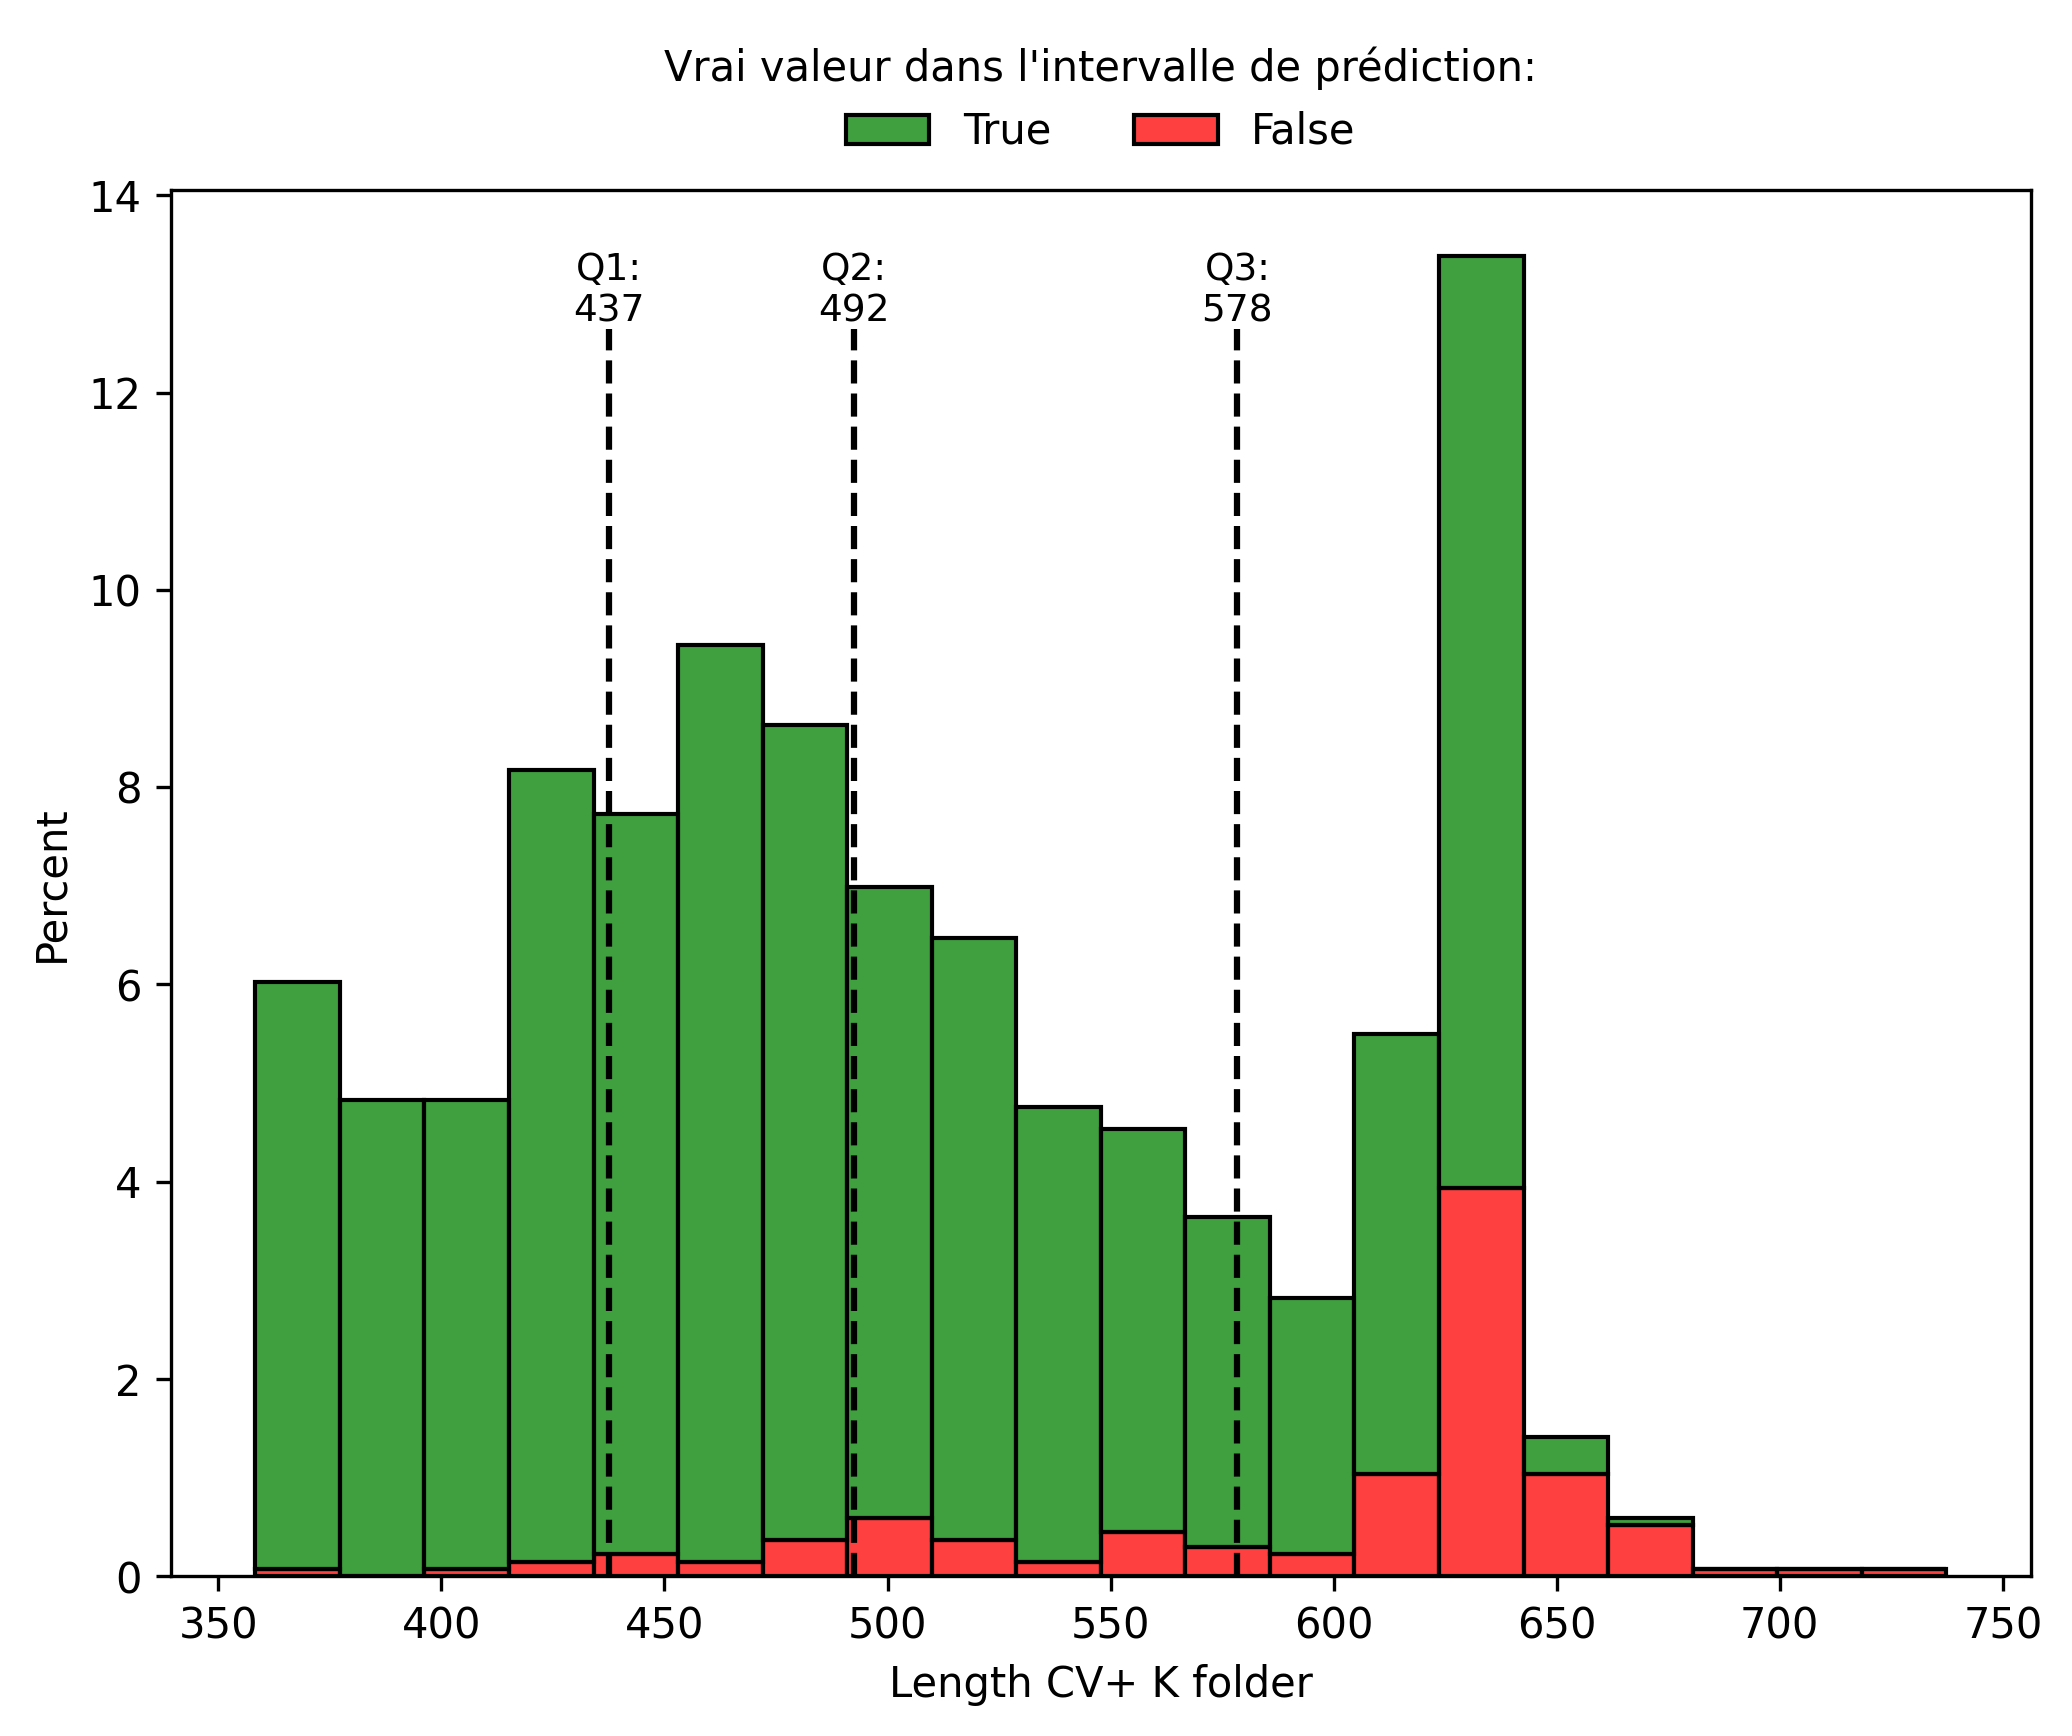 Vrai valeur dans l'intervalle de prédiction:
True False
14
12
10
8
6
4
2
0
Percent
Q1:
437
Q2:
492
Q3:
578
350 400 450 500 550 600 650 700 750
Length CV+ K folder